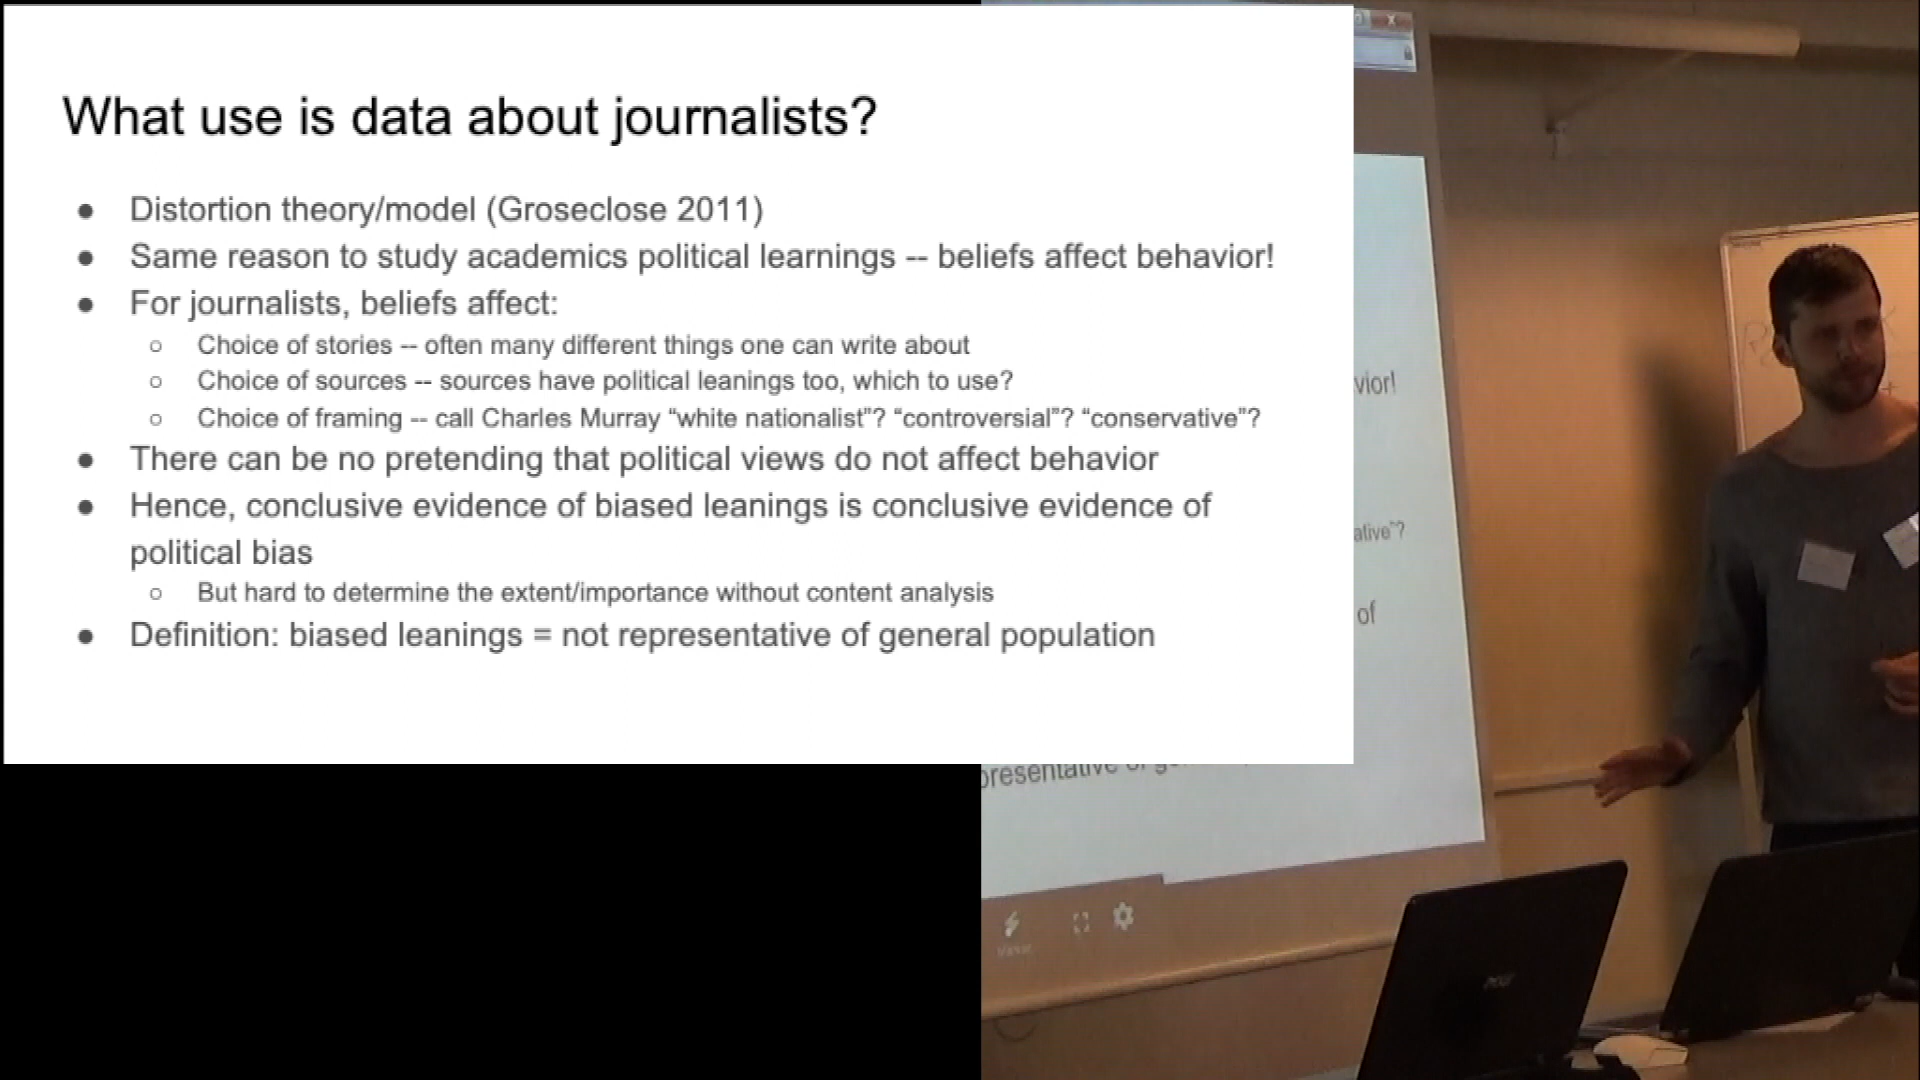 What use is data about journalists?
● Distortion theory/model (Groseclose 2011)
● Same reason to study academics political learnings -- beliefs affect behavior!
● For journalists, beliefs affect:
○ Choice of stories -- often many different things one can write about
○ Choice of sources -- sources have political leanings too, which to use?
○ Choice of framing -- call Charles Murray “white nationalist”? “controversial”? “conservative”?
● There can be no pretending that political views do not affect behavior
● Hence, conclusive evidence of biased leanings is conclusive evidence of
political bias
○ But hard to determine the extent/importance without content analysis
● Definition: biased leanings = not representative of general population
vior!
ative”?
of
presentative of
acer